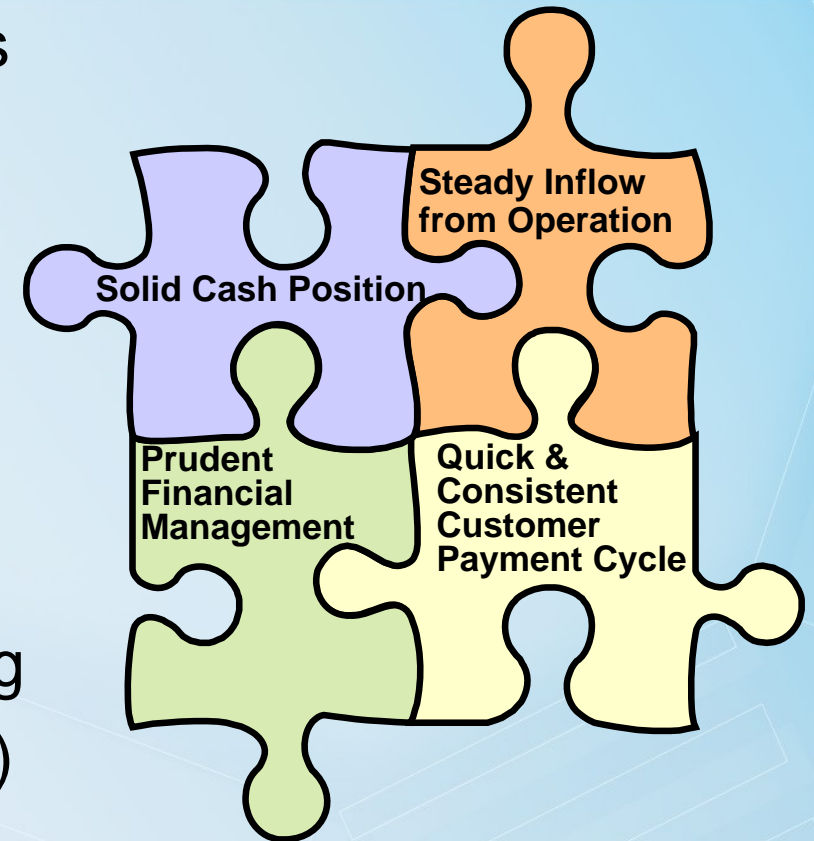 s
Steady Inflow
from Operation
Solid Cash Position
Prudent
Financial
Management
Quick &
Consistent
Customer
Payment Cycle
g
)